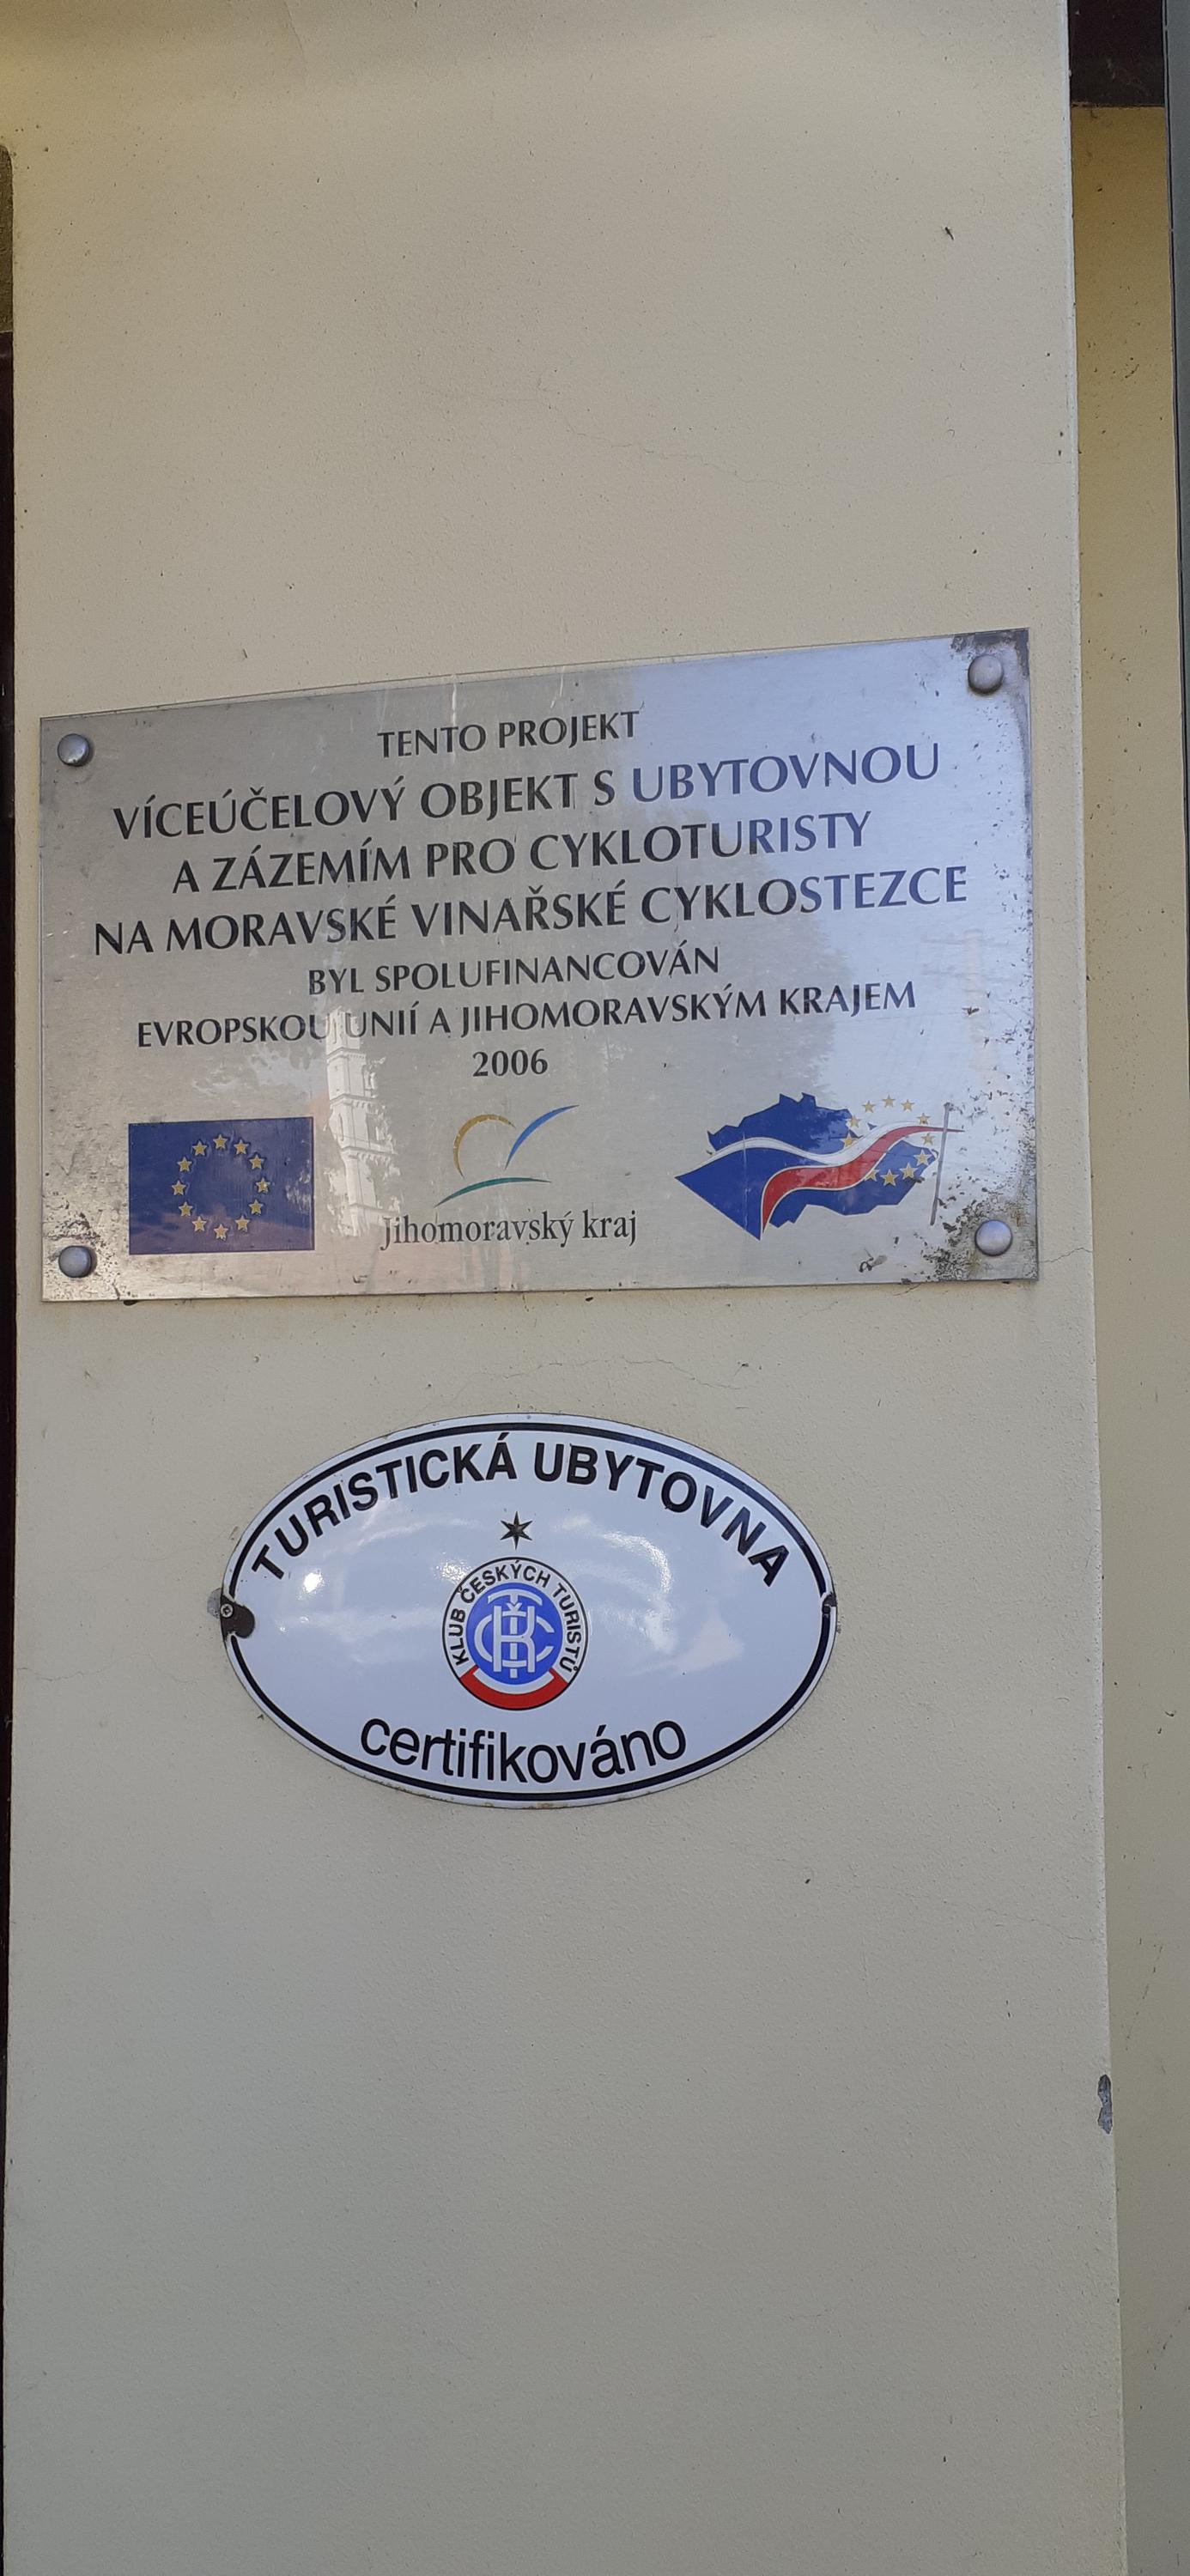 TENTO PROJEKT
VÍCEÚČELOVÝ OBJEKT S UBYTOVNOU
A ZÁZEMÍM PRO CYKLOTURISTY
NA MORAVSKÉ VINAŘSKÉ CYKLOSTEZCE
BYL SPOLUFINANCOVÁN
EVROPSKOU UNIÍ A JIHOMORAVSKÝM KRAJEM
2006
Jihomoravský kraj
TURISTICKÁ UBYTOVNA
KLUB ČESKÝCH TURISTŮ
KČT
certifikováno